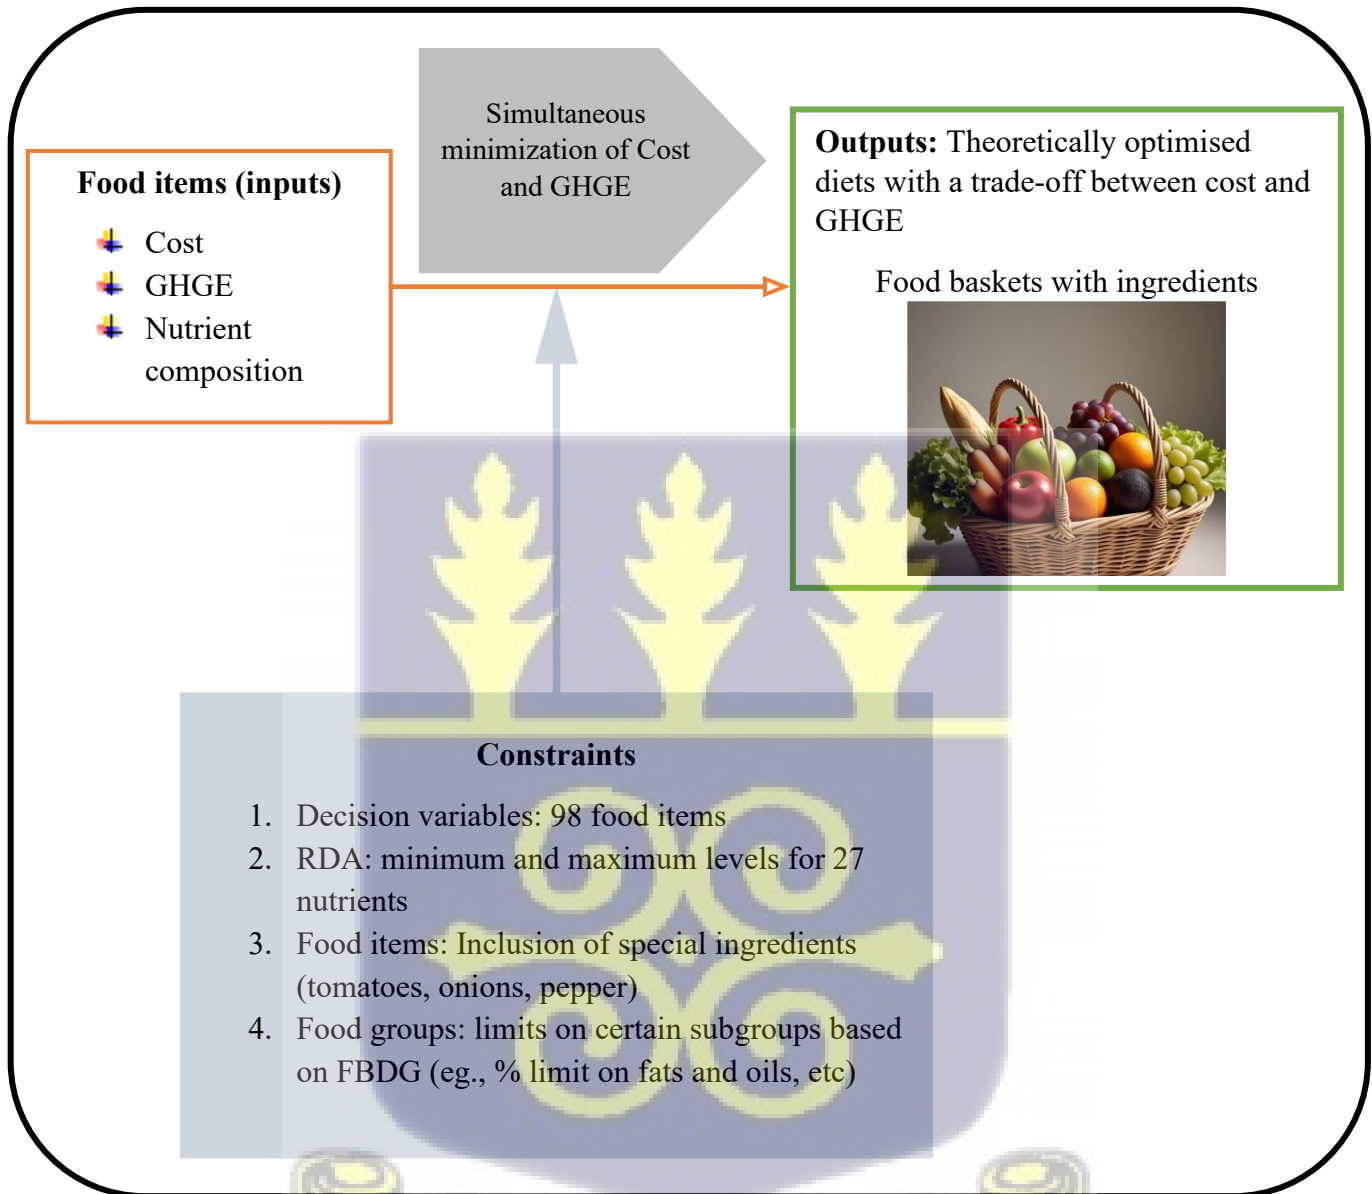 Simultaneous
minimization of Cost
and GHGE
Food items (inputs)
Cost
GHGE
Nutrient
composition
Outputs: Theoretically optimised
diets with a trade-off between cost and
GHGE
Food baskets with ingredients
Constraints
1. Decision variables: 98 food items
2. RDA: minimum and maximum levels for 27
nutrients
3. Food items: Inclusion of special ingredients
(tomatoes, onions, pepper)
4. Food groups: limits on certain subgroups based
on FBDG (eg., % limit on fats and oils, etc)